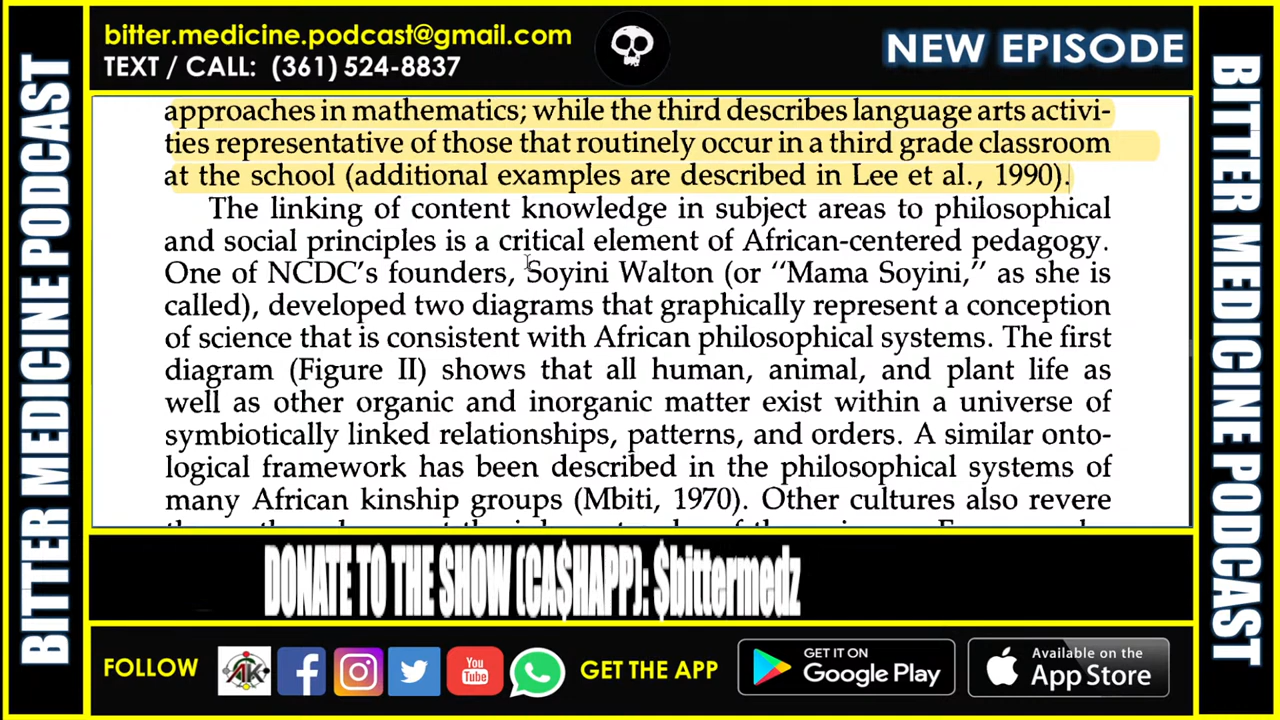 bitter.medicine.podcast@gmail.com
TEXT / CALL: (361) 524-8837
NEW EPISODE
BITTER MEDICINE PODCAST
approaches in mathematics; while the third describes language arts activi-
ties representative of those that routinely occur in a third grade classroom
at the school (additional examples are described in Lee et al., 1990).
The linking of content knowledge in subject areas to philosophical
and social principles is a critical element of African-centered pedagogy.
One of NCDC's founders, Soyini Walton (or "Mama Soyini," as she is
called), developed two diagrams that graphically represent a conception
of science that is consistent with African philosophical systems. The first
diagram (Figure II) shows that all human, animal, and plant life as
well as other organic and inorganic matter exist within a universe of
symbiotically linked relationships, patterns, and orders. A similar onto-
logical framework has been described in the philosophical systems of
many African kinship groups (Mbiti, 1970). Other cultures also revere
BITTER MEDICINE PODCAST
DONATE TO THE SHOW (CA$HAPP): $bittermedz
FOLLOW
You
Tube
GET THE APP
GET IT ON
Google Play
Available on the
App Store